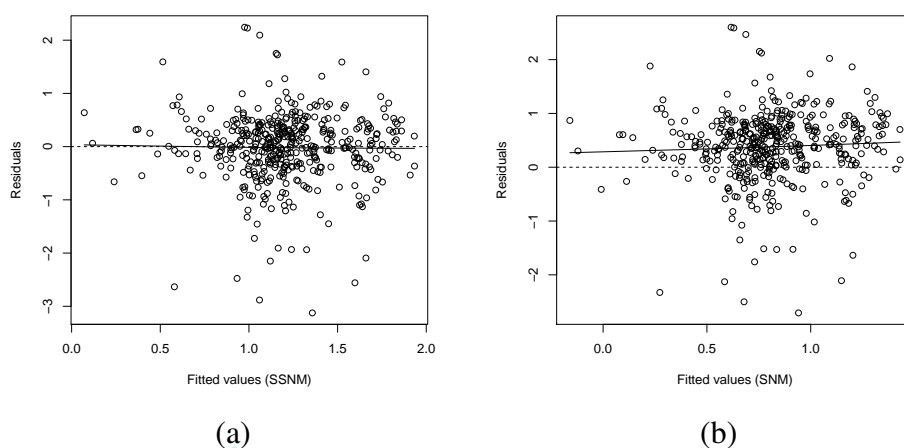 2
1
0
-1
-2
-3
Residuals
0.0 0.5 1.0 1.5 2.0
Fitted values (SSNM)
(a)
2
1
0
-1
-2
Residuals
0.0 0.5 1.0
Fitted values (SNM)
(b)